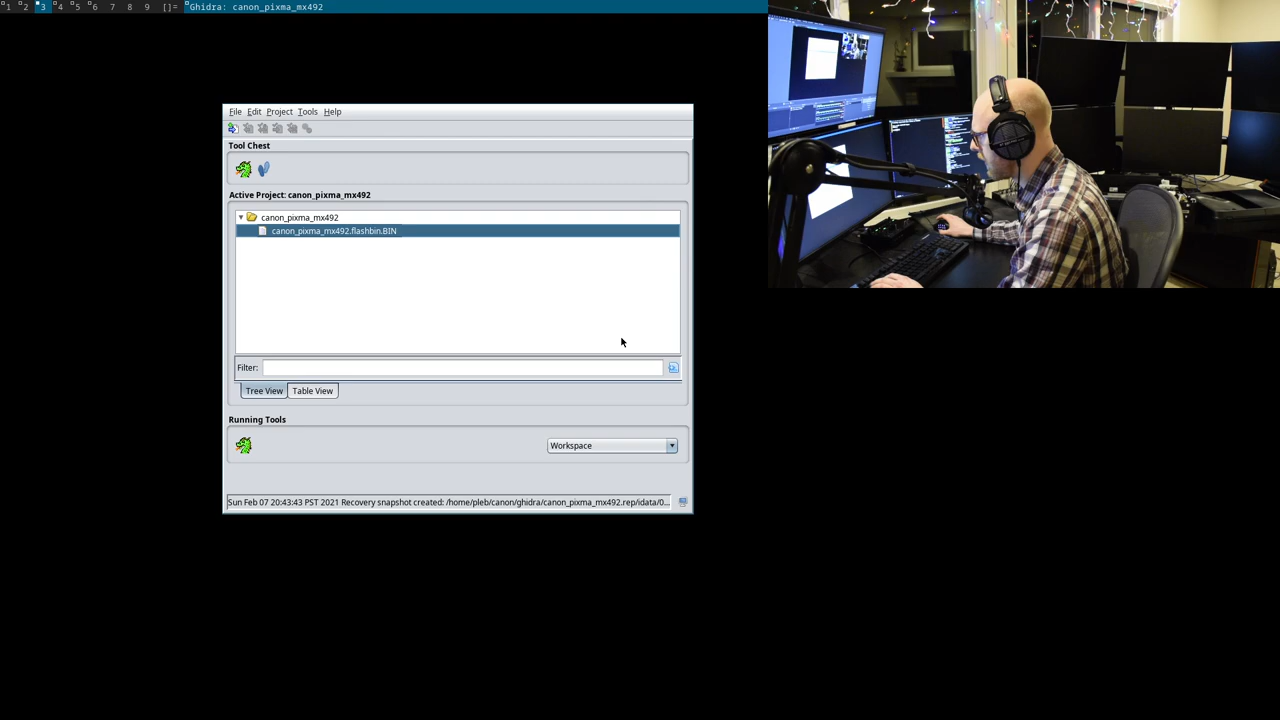 1 2 3 4 5 6 7 8 9 []= Ghidra: canon_pixma_mx492
File Edit Project Tools Help
Tool Chest
Active Project: canon_pixma_mx492
canon_pixma_mx492
canon_pixma_mx492.flashbin.BIN
Filter:
Tree View Table View
Running Tools
Workspace
Sun Feb 07 20:43:43 PST 2021 Recovery snapshot created: /home/pleb/canon/ghidra/canon_pixma_mx492.rep/idata/0...